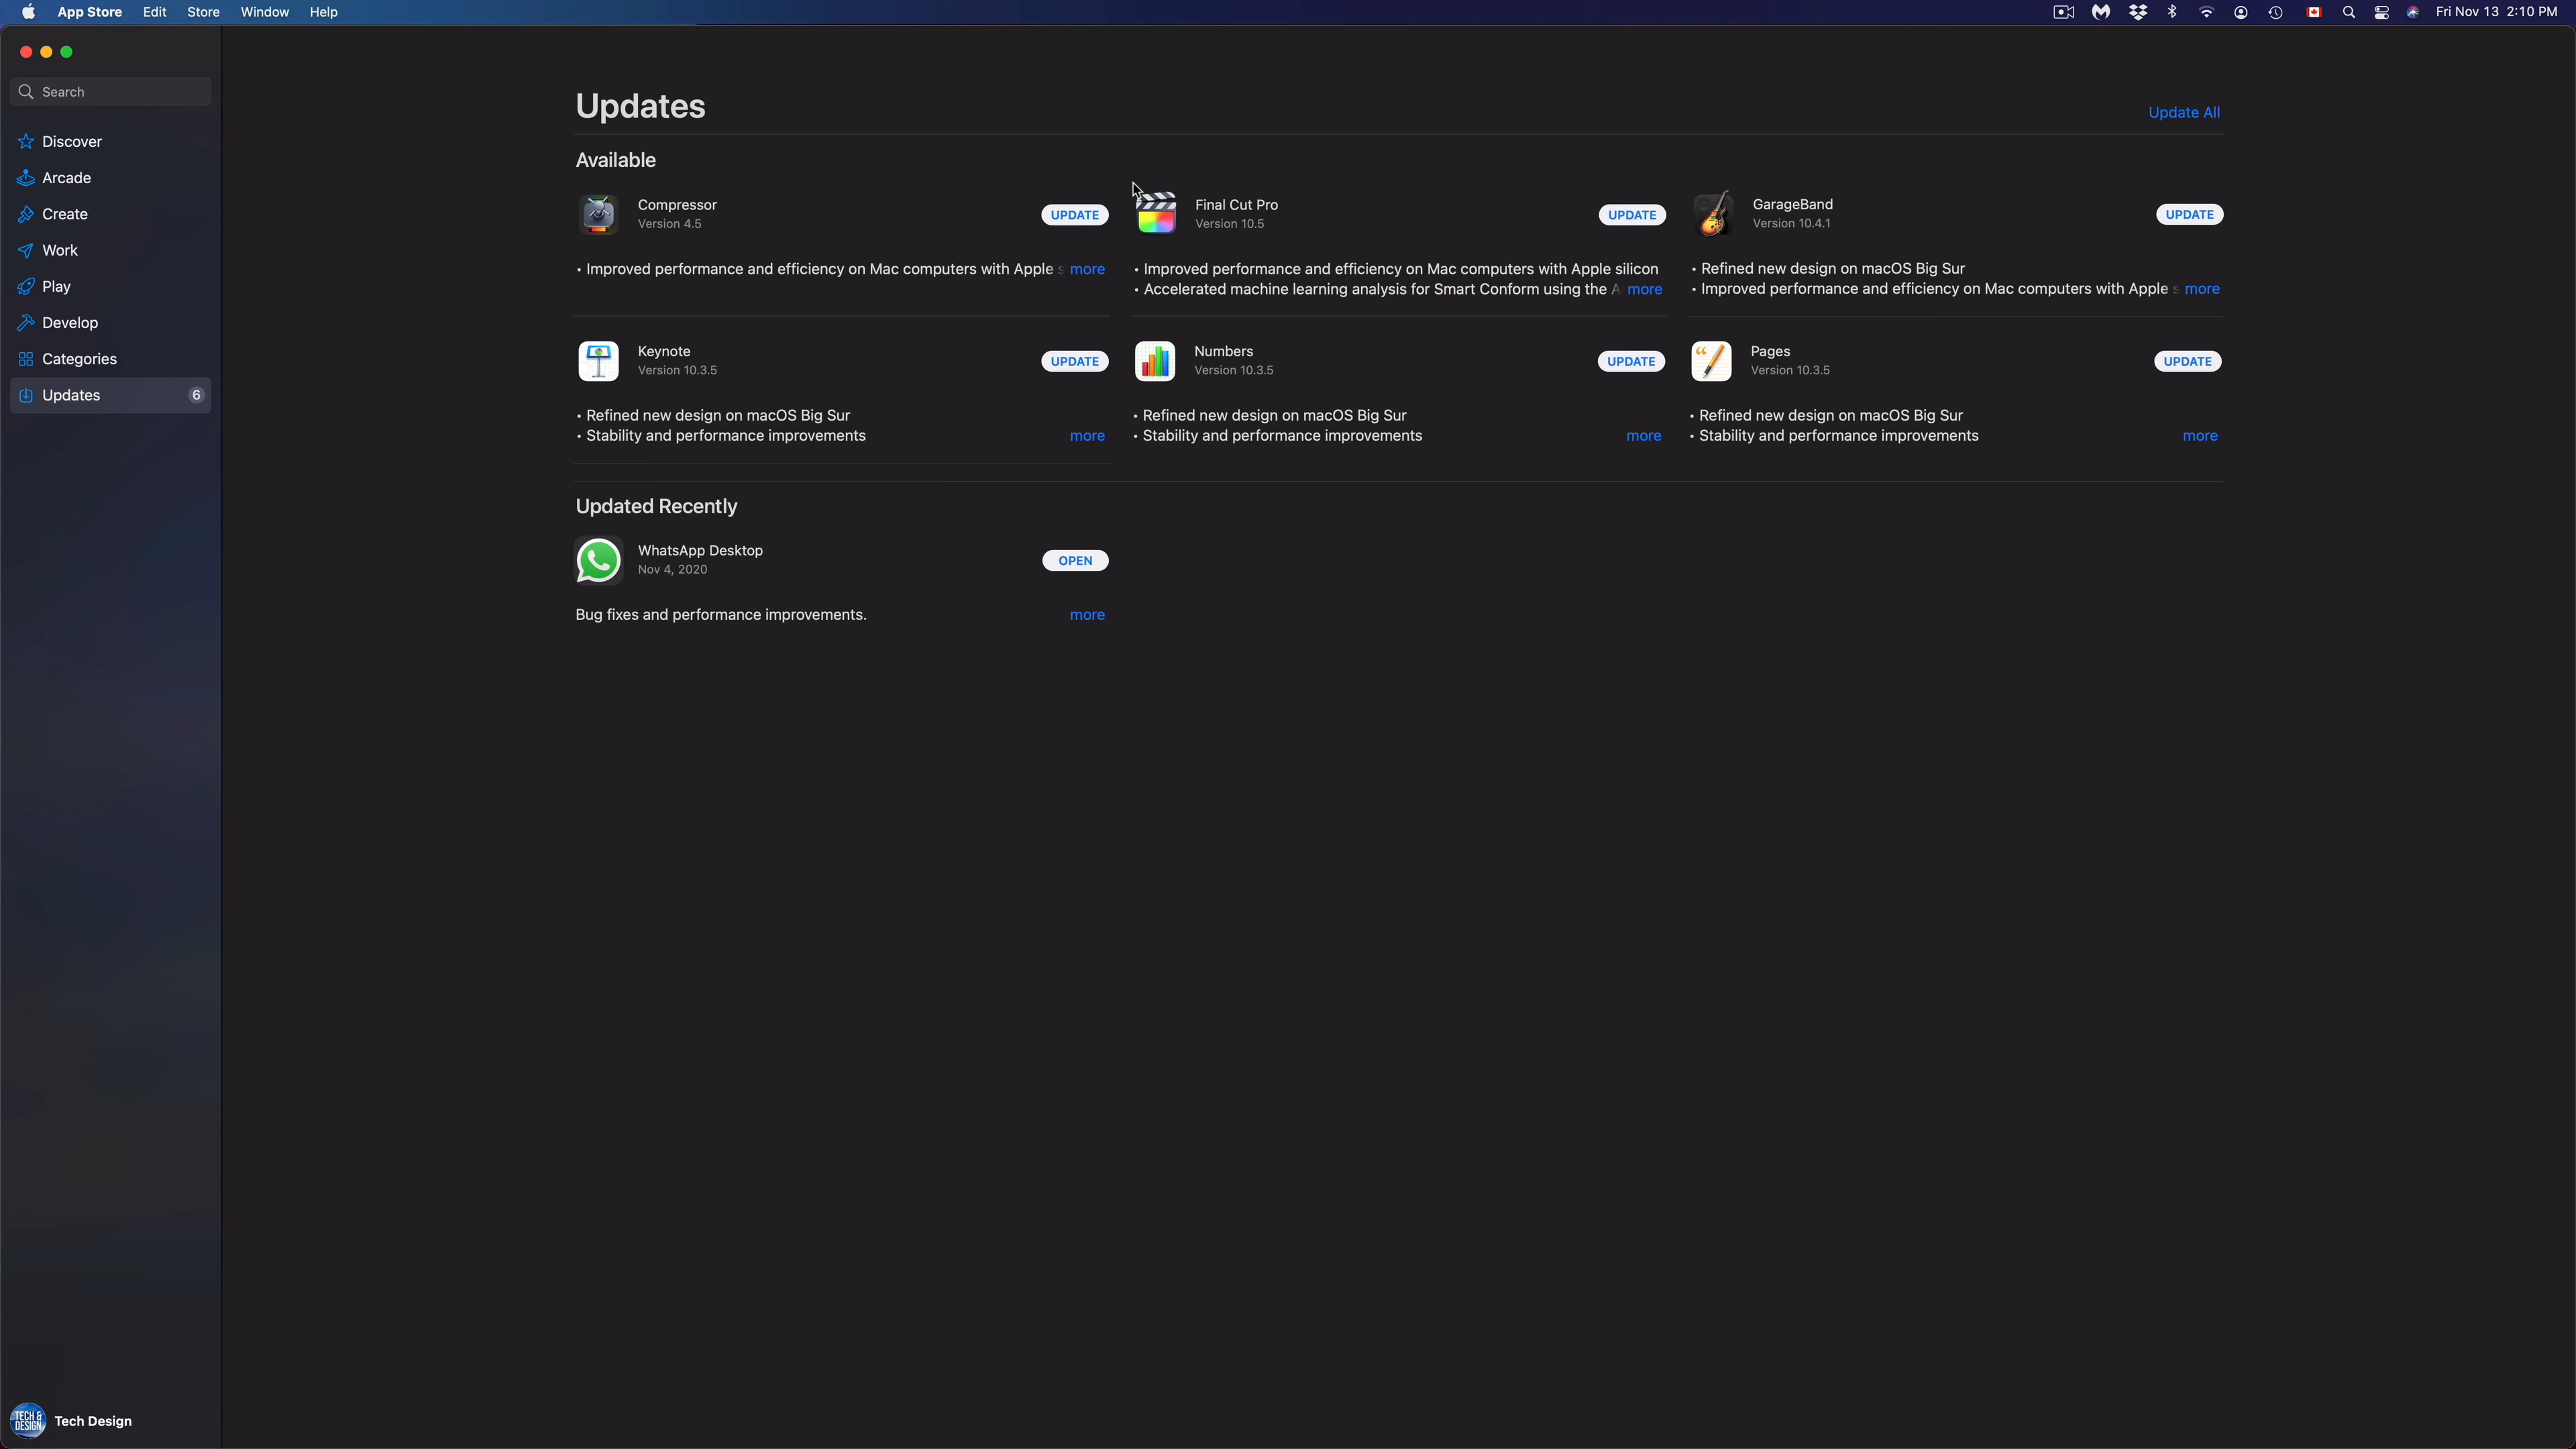 App Store Edit Store Window Help
Fri Nov 13 2:10 PM
Search
Discover
Arcade
Create
Work
Play
Develop
Categories
Updates 6
TECH &
DESIGN
Tech Design
Updates
Update All
Available
Compressor
Version 4.5
UPDATE
• Improved performance and efficiency on Mac computers with Apple s more
Final Cut Pro
Version 10.5
UPDATE
• Improved performance and efficiency on Mac computers with Apple silicon
• Accelerated machine learning analysis for Smart Conform using the A more
GarageBand
Version 10.4.1
UPDATE
• Refined new design on macOS Big Sur
• Improved performance and efficiency on Mac computers with Apple s more
Keynote
Version 10.3.5
UPDATE
• Refined new design on macOS Big Sur
• Stability and performance improvements more
Numbers
Version 10.3.5
UPDATE
• Refined new design on macOS Big Sur
• Stability and performance improvements more
Pages
Version 10.3.5
UPDATE
• Refined new design on macOS Big Sur
• Stability and performance improvements more
Updated Recently
WhatsApp Desktop
Nov 4, 2020
OPEN
Bug fixes and performance improvements. more